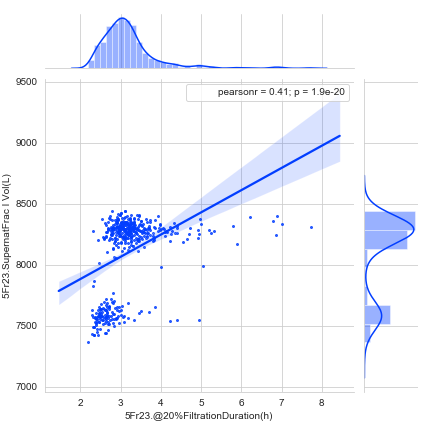 pearsonr = 0.41; p = 1.9e-20
9500
9000
8500
8000
7500
7000
5Fr23.SupernatFrac I Vol(L)
2 3 4 5 6 7 8
5Fr23.@20%FiltrationDuration(h)